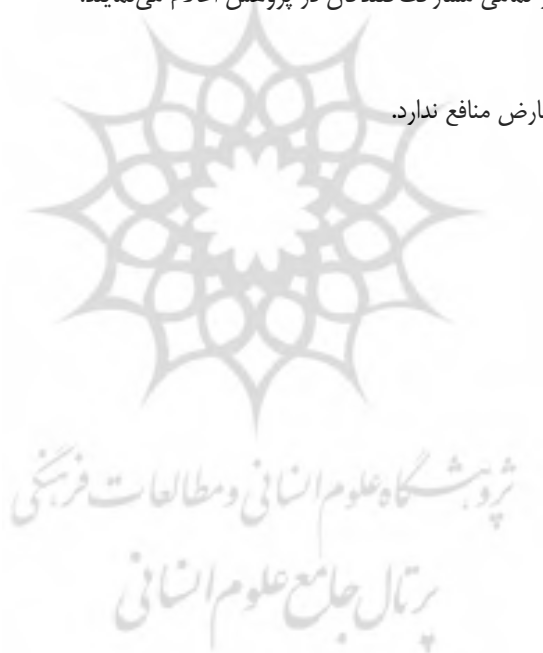 تمامی مشارکت‌کنندگان در پژوهش اعلام می‌نمایند.
ارض منافع ندارد.
پژوهشگاه علوم انسانی و مطالعات فرهنگی
پرتال جامع علوم انسانی